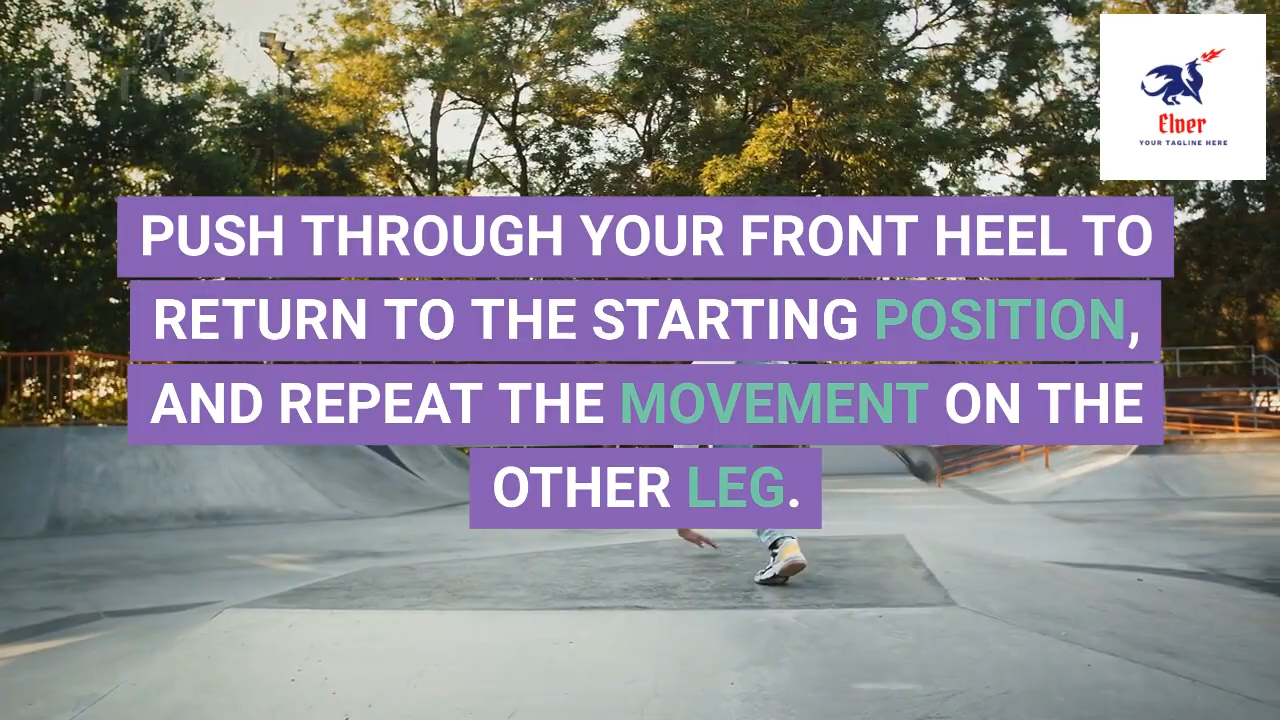 Elver
YOUR TAGLINE HERE
PUSH THROUGH YOUR FRONT HEEL TO
RETURN TO THE STARTING POSITION,
AND REPEAT THE MOVEMENT ON THE
OTHER LEG.